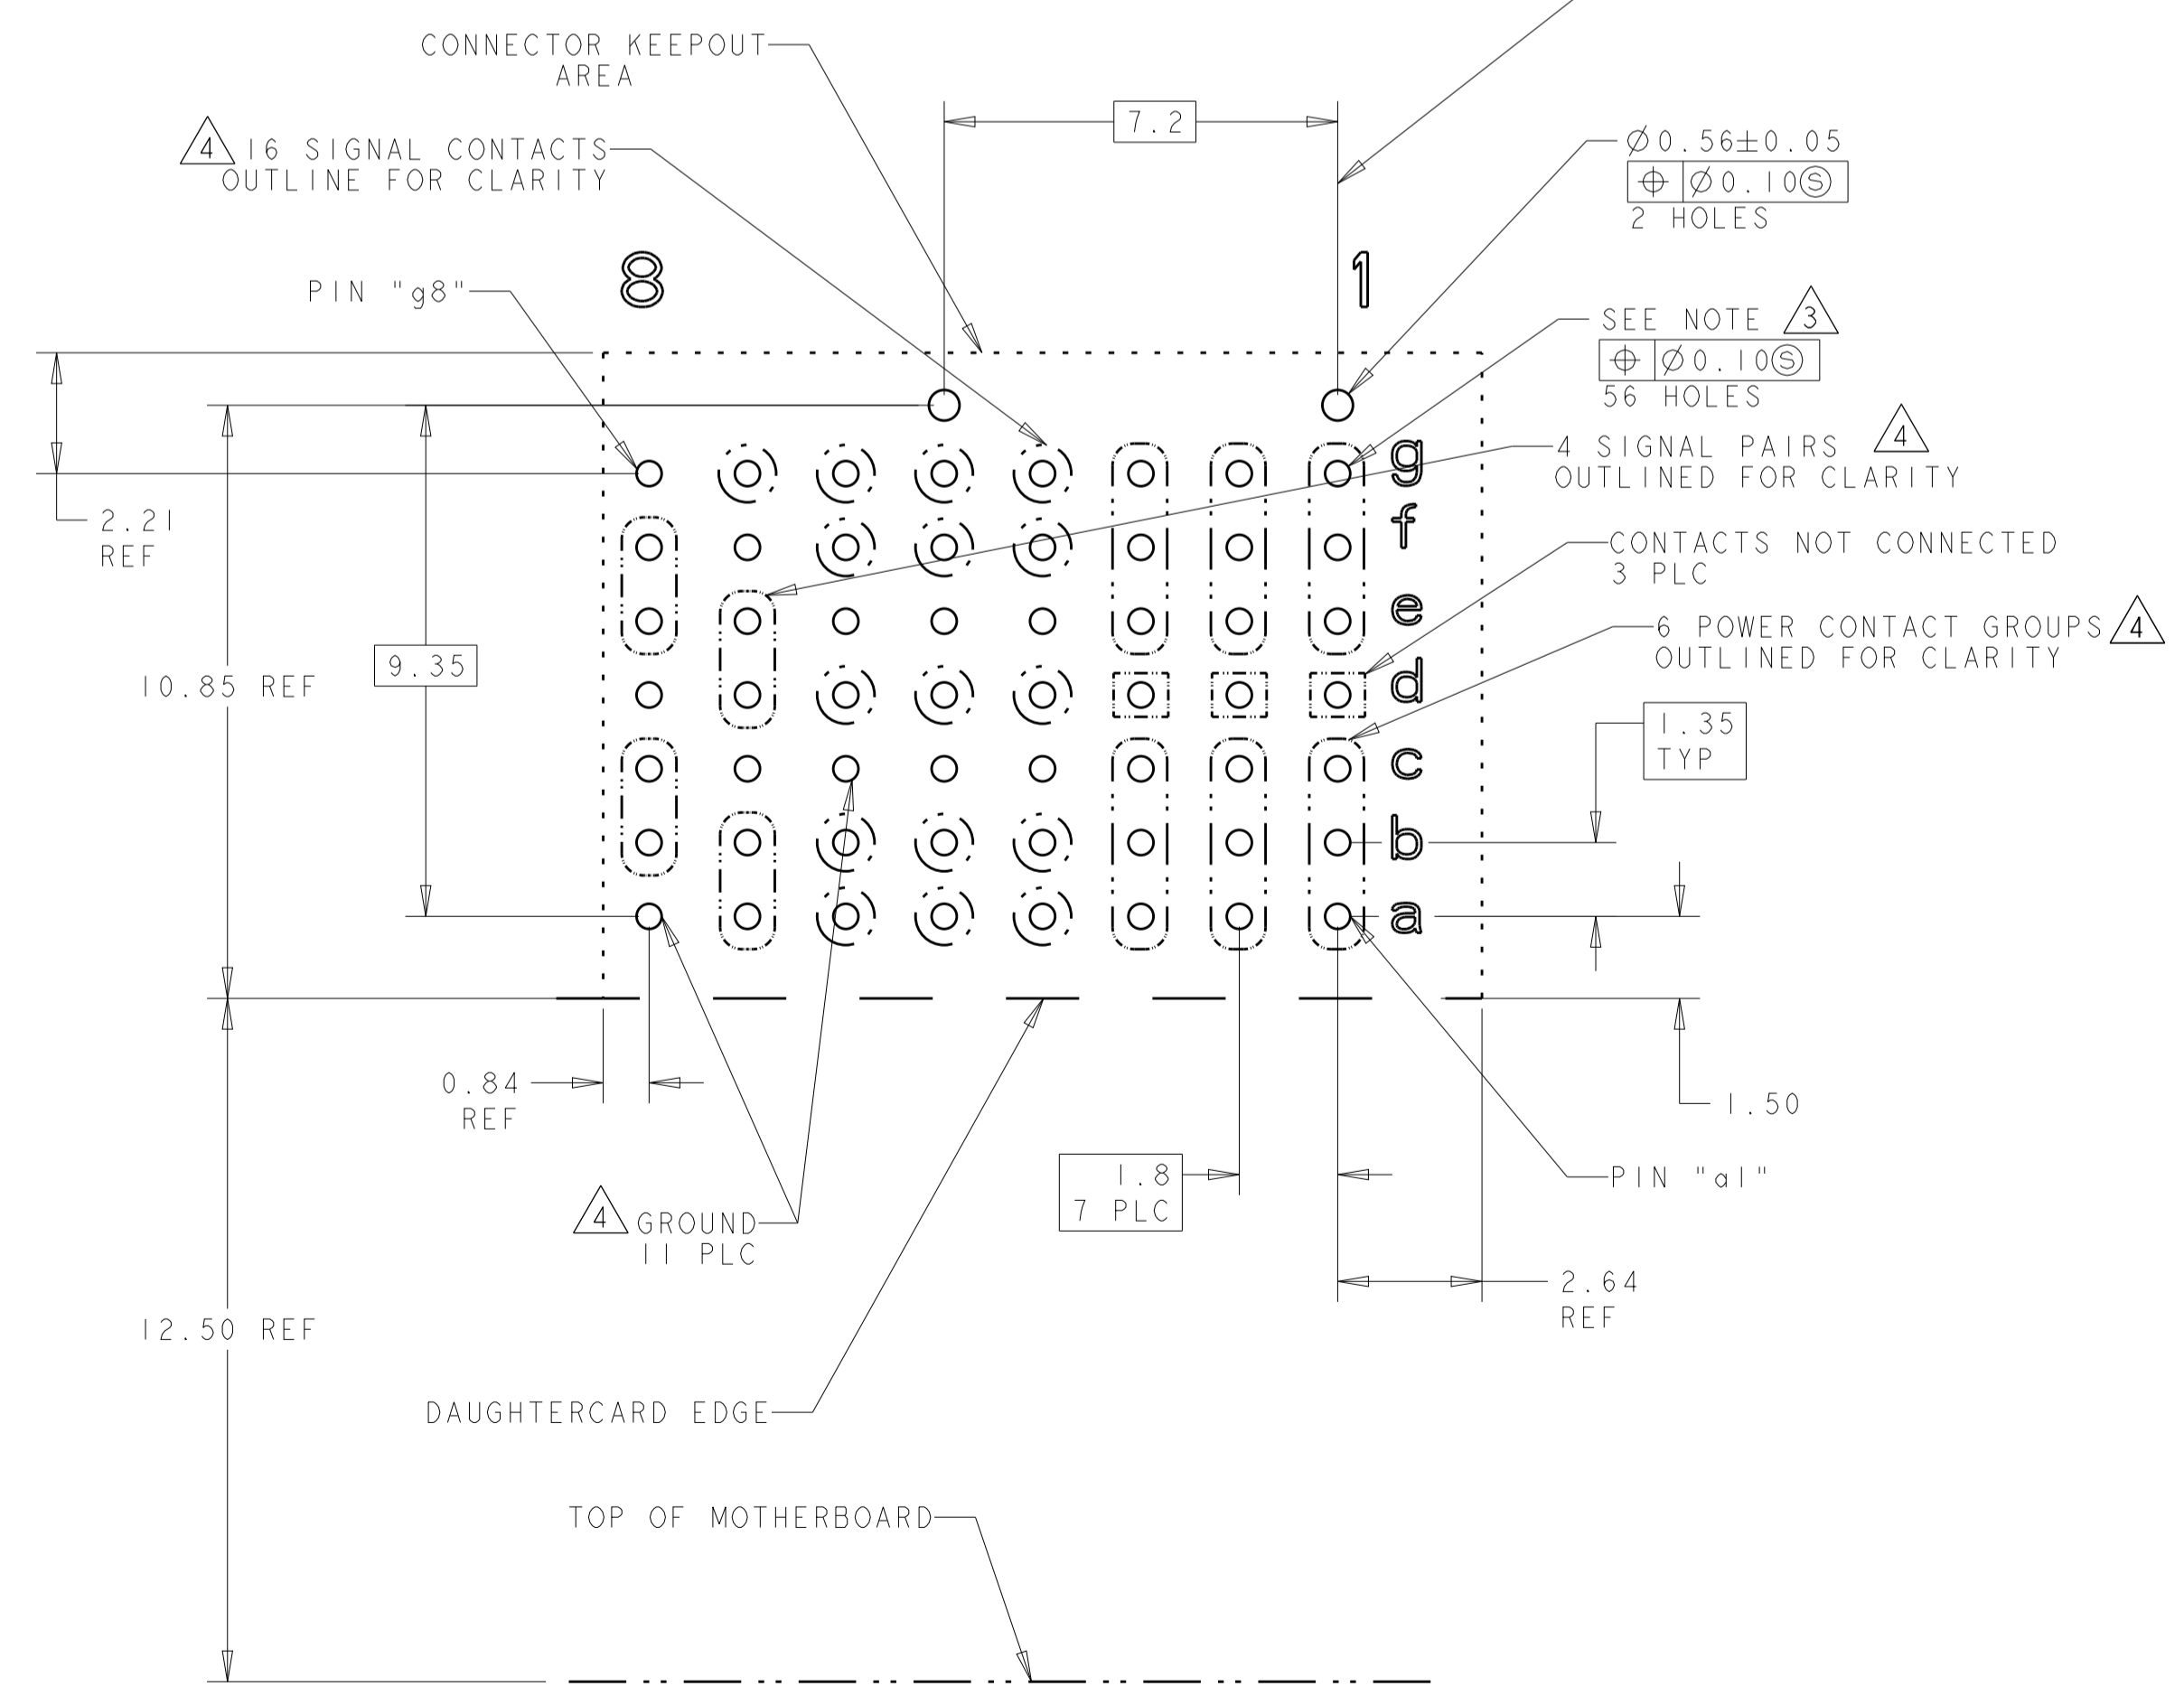 CONNECTOR KEEPOUT
AREA
7.2
4 16 SIGNAL CONTACTS
OUTLINE FOR CLARITY
Ø0.56±0.05
⌖ Ø0.10Ⓢ
2 HOLES
8
1
PIN "g8"
SEE NOTE 3
⌖ Ø0.10Ⓢ
56 HOLES
4 SIGNAL PAIRS 4
OUTLINED FOR CLARITY
g
2.21
REF
f
CONTACTS NOT CONNECTED
3 PLC
e
6 POWER CONTACT GROUPS 4
OUTLINED FOR CLARITY
9.35
10.85 REF
d
1.35
TYP
c
b
a
0.84
REF
1.50
1.8
7 PLC
PIN "a1"
4 GROUND
11 PLC
2.64
REF
12.50 REF
DAUGHTERCARD EDGE
TOP OF MOTHERBOARD